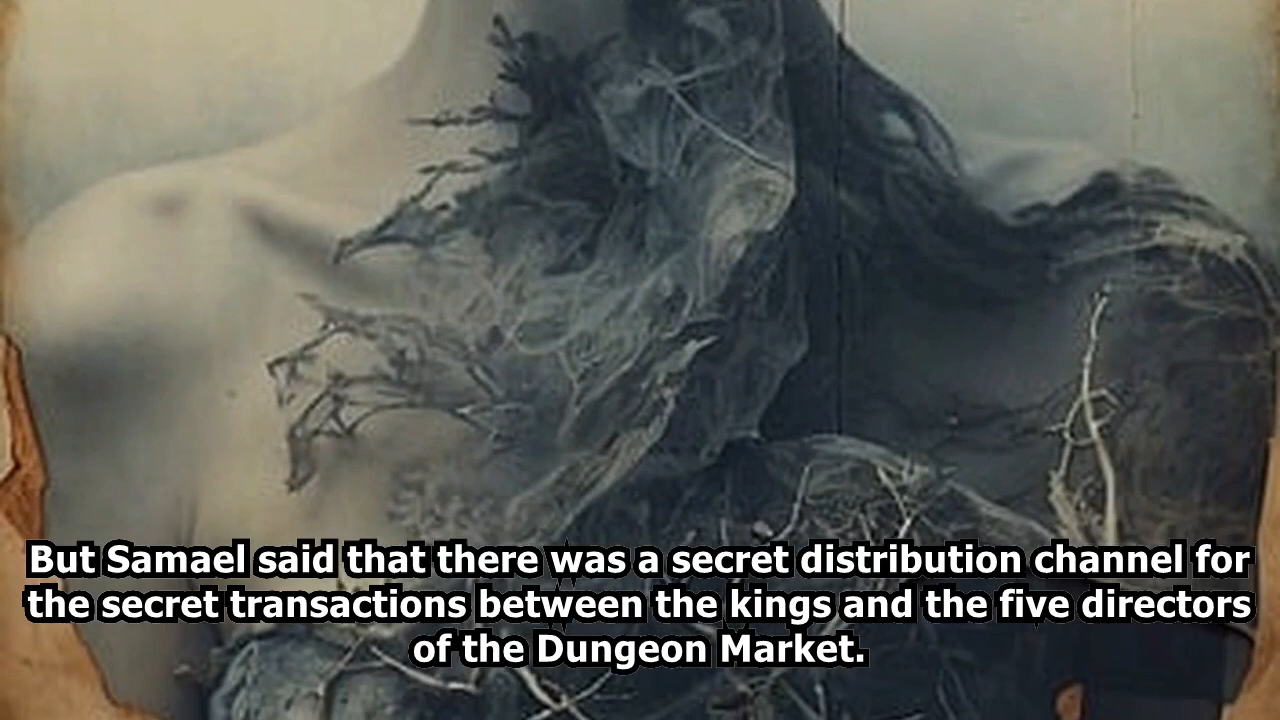 But Samael said that there was a secret distribution channel for
the secret transactions between the kings and the five directors
of the Dungeon Market.